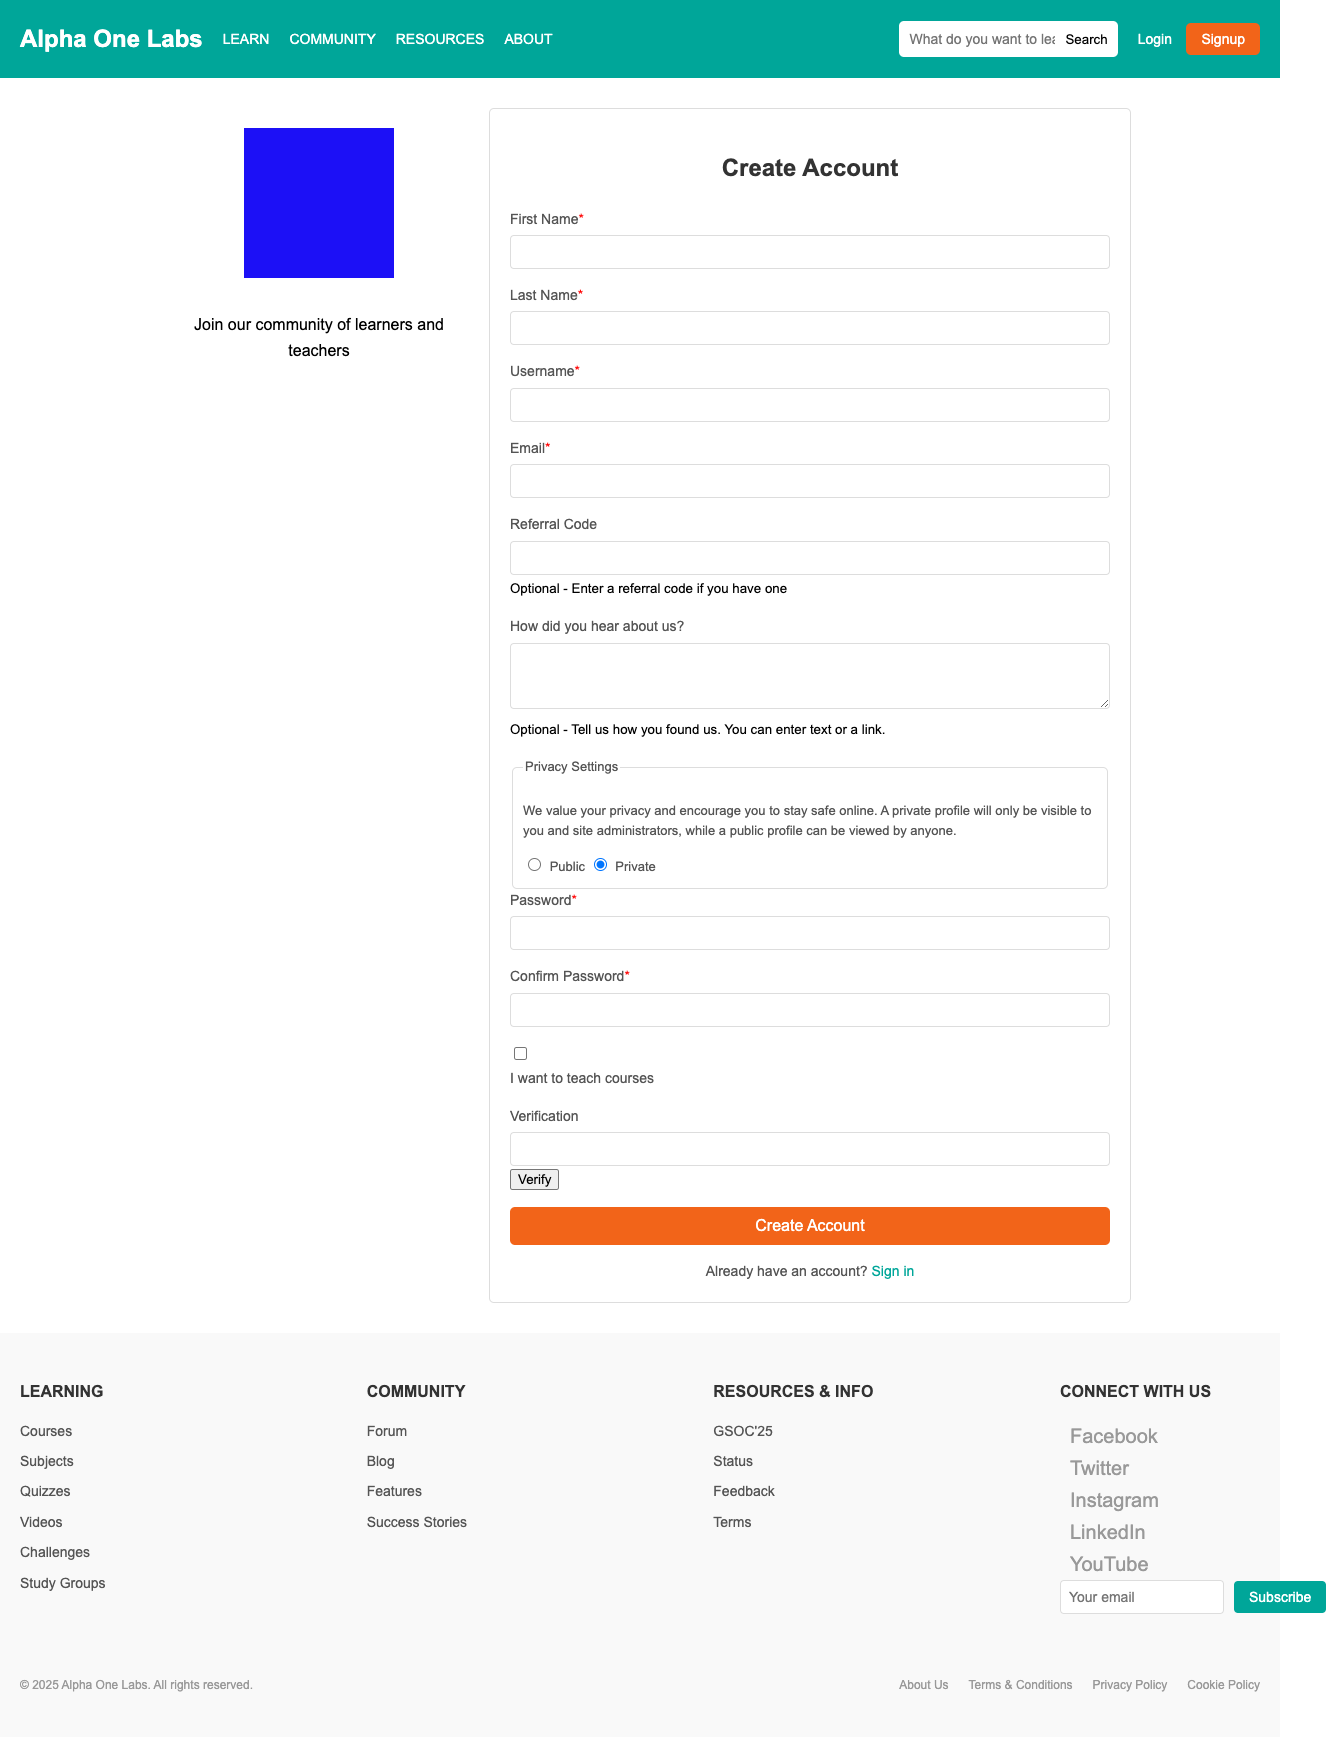 Alpha One Labs LEARN COMMUNITY RESOURCES ABOUT What do you want to lea Search Login Signup
Join our community of learners and
teachers
Create Account
First Name*
Last Name*
Username*
Email*
Referral Code
Optional - Enter a referral code if you have one
How did you hear about us?
Optional - Tell us how you found us. You can enter text or a link.
Privacy Settings
We value your privacy and encourage you to stay safe online. A private profile will only be visible to
you and site administrators, while a public profile can be viewed by anyone.
Public Private
Password*
Confirm Password*
I want to teach courses
Verification
Verify
Create Account
Already have an account? Sign in
LEARNING
Courses
Subjects
Quizzes
Videos
Challenges
Study Groups
COMMUNITY
Forum
Blog
Features
Success Stories
RESOURCES & INFO
GSOC'25
Status
Feedback
Terms
CONNECT WITH US
Facebook
Twitter
Instagram
LinkedIn
YouTube
Your email Subscribe
© 2025 Alpha One Labs. All rights reserved. About Us Terms & Conditions Privacy Policy Cookie Policy